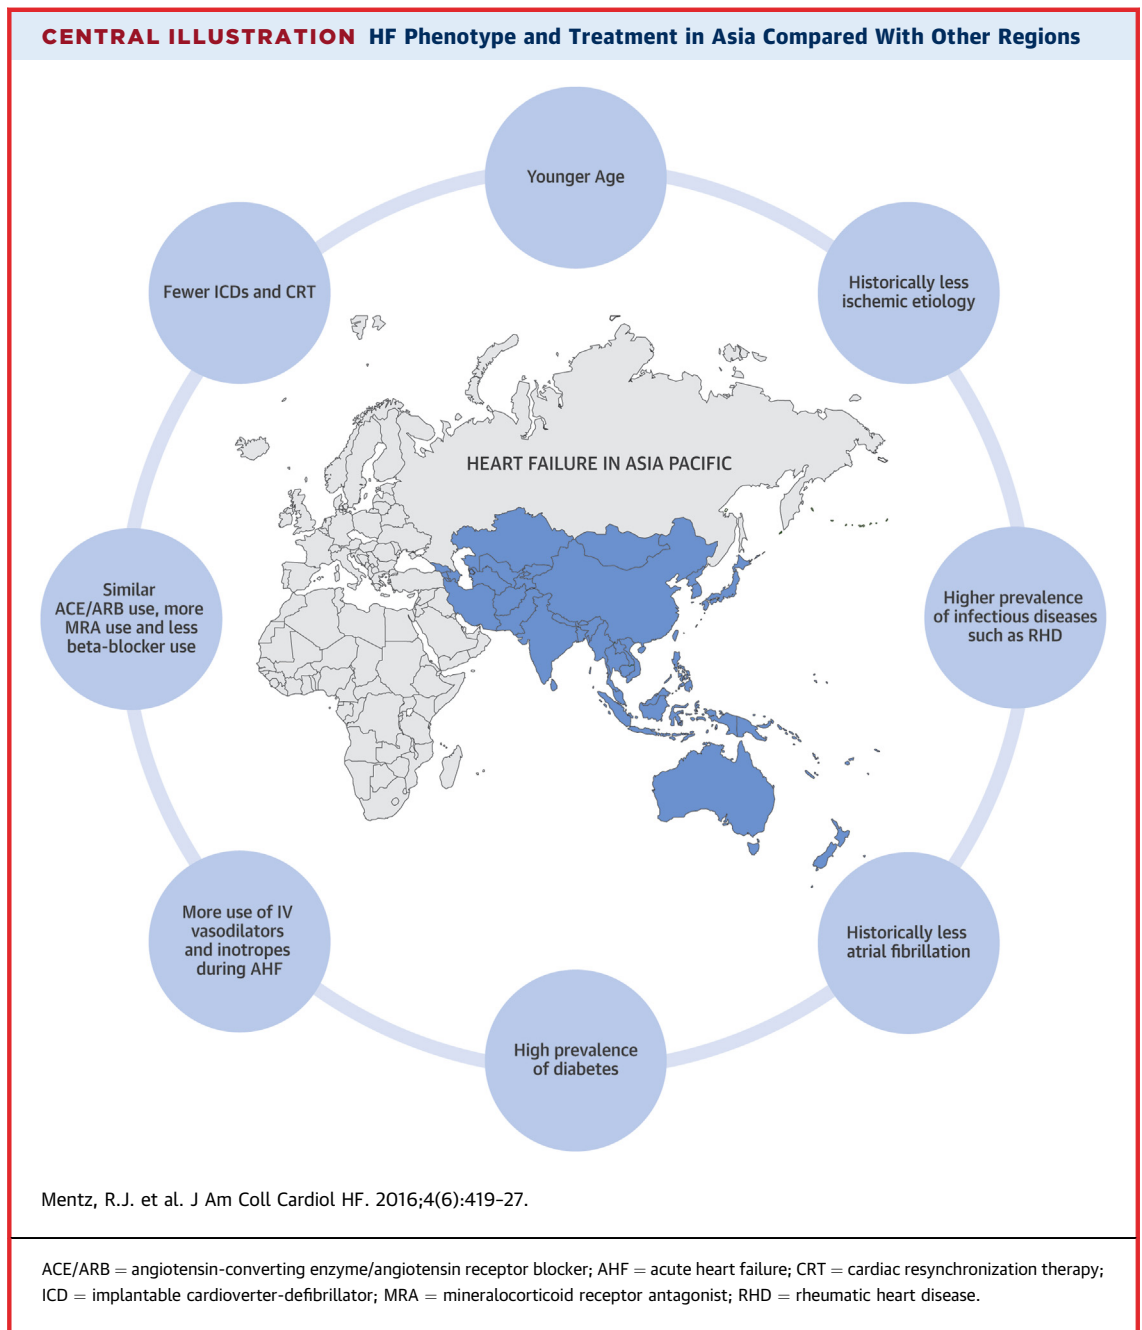 CENTRAL ILLUSTRATION HF Phenotype and Treatment in Asia Compared With Other Regions
Younger Age
Fewer ICDs and CRT
Historically less
ischemic etiology
HEART FAILURE IN ASIA PACIFIC
Similar
ACE/ARB use, more
MRA use and less
beta-blocker use
Higher prevalence
of infectious diseases
such as RHD
More use of IV
vasodilators
and inotropes
during AHF
Historically less
atrial fibrillation
High prevalence
of diabetes
Mentz, R.J. et al. J Am Coll Cardiol HF. 2016;4(6):419–27.
ACE/ARB = angiotensin-converting enzyme/angiotensin receptor blocker; AHF = acute heart failure; CRT = cardiac resynchronization therapy;
ICD = implantable cardioverter-defibrillator; MRA = mineralocorticoid receptor antagonist; RHD = rheumatic heart disease.